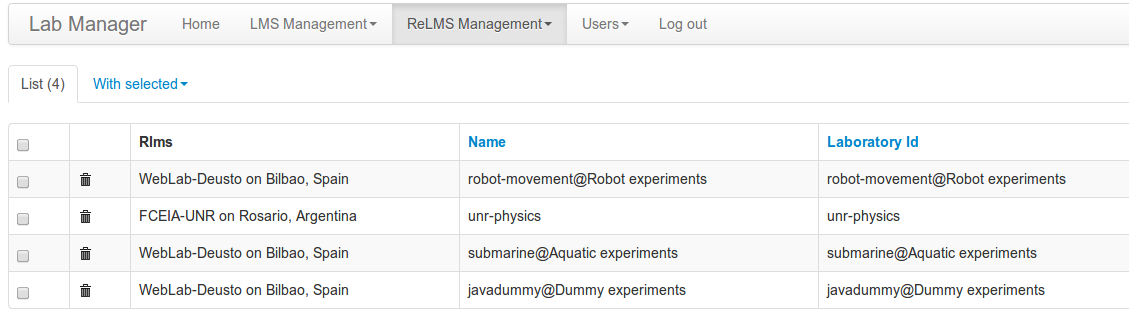 Lab Manager Home LMS Management ReLMS Management Users Log out
List (4) With selected
Rlms Name Laboratory Id
WebLab-Deusto on Bilbao, Spain robot-movement@Robot experiments robot-movement@Robot experiments
FCEIA-UNR on Rosario, Argentina unr-physics unr-physics
WebLab-Deusto on Bilbao, Spain submarine@Aquatic experiments submarine@Aquatic experiments
WebLab-Deusto on Bilbao, Spain javadummy@Dummy experiments javadummy@Dummy experiments